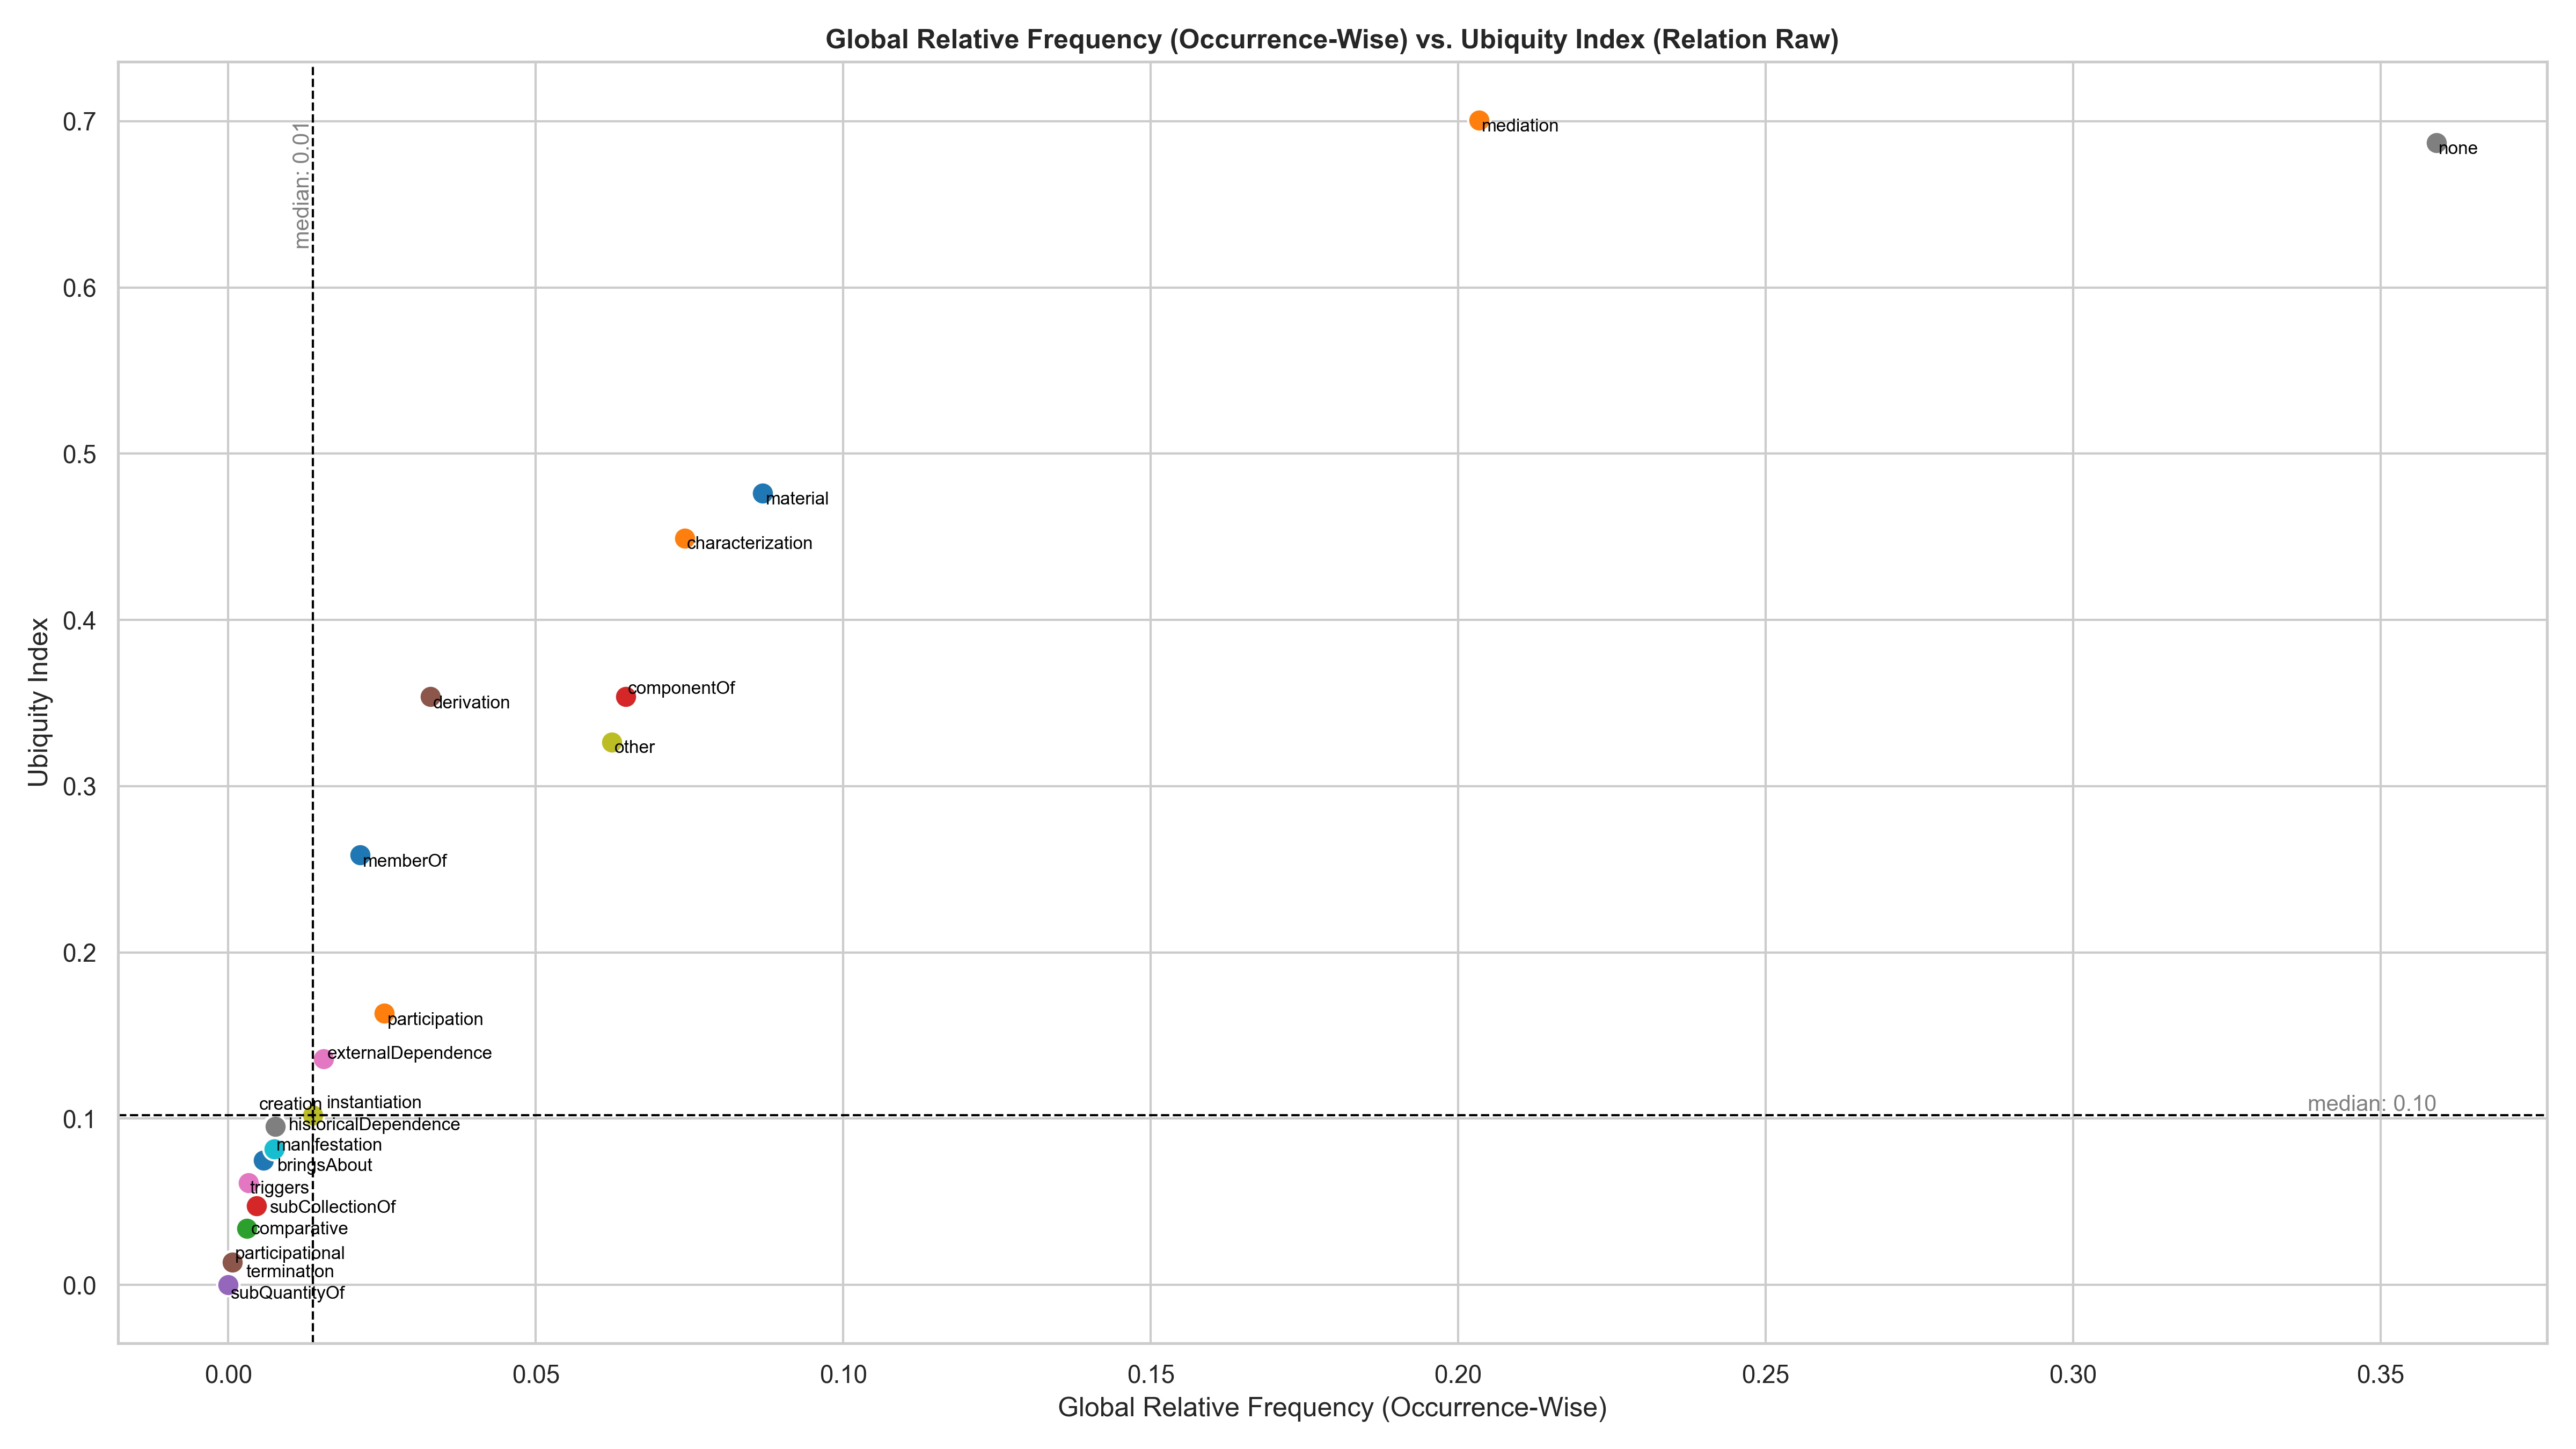 Global Relative Frequency (Occurrence-Wise) vs. Ubiquity Index (Relation Raw)
Ubiquity Index
0.7
0.6
0.5
0.4
0.3
0.2
0.1
0.0
median: 0.01
mediation
none
material
characterization
componentOf
derivation
other
memberOf
participation
externalDependence
creation
instantiation
median: 0.10
historicalDependence
manifestation
bringsAbout
triggers
subCollectionOf
comparative
participational
termination
subQuantityOf
0.00
0.05
0.10
0.15
0.20
0.25
0.30
0.35
Global Relative Frequency (Occurrence-Wise)